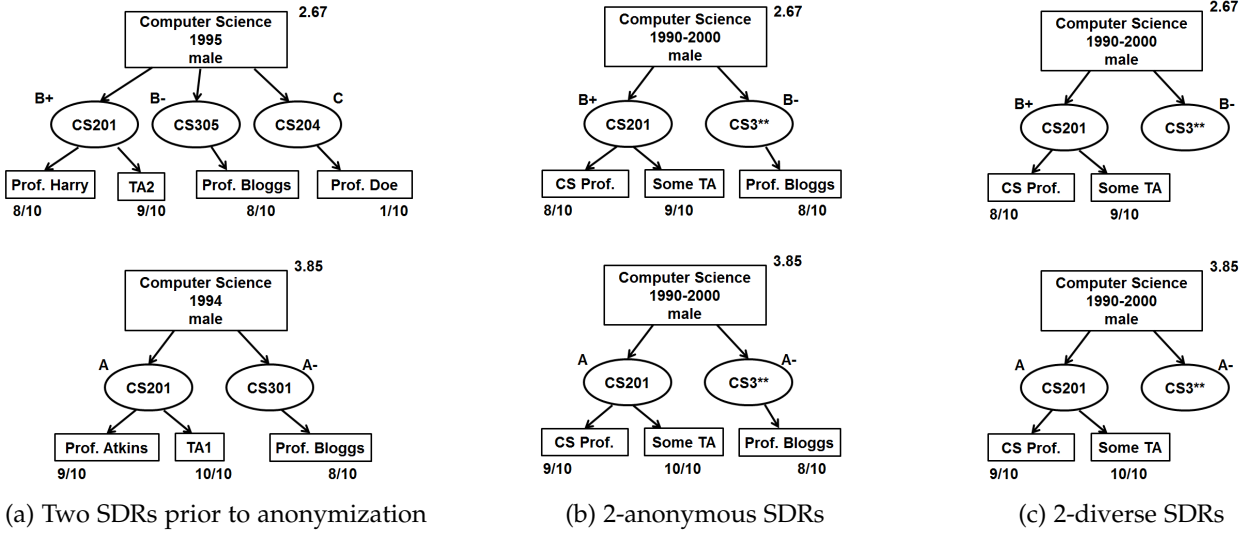 2.67
Computer Science
1995
male
B+
B-
C
CS201
CS305
CS204
Prof. Harry
TA2
Prof. Bloggs
Prof. Doe
8/10
9/10
8/10
1/10
3.85
Computer Science
1994
male
A
A-
CS201
CS301
Prof. Atkins
TA1
Prof. Bloggs
9/10
10/10
8/10
(a) Two SDRs prior to anonymization
2.67
Computer Science
1990-2000
male
B+
B-
CS201
CS3**
CS Prof.
Some TA
Prof. Bloggs
8/10
9/10
8/10
3.85
Computer Science
1990-2000
male
A
A-
CS201
CS3**
CS Prof.
Some TA
Prof. Bloggs
9/10
10/10
8/10
(b) 2-anonymous SDRs
2.67
Computer Science
1990-2000
male
B+
B-
CS201
CS3**
CS Prof.
Some TA
8/10
9/10
3.85
Computer Science
1990-2000
male
A
A-
CS201
CS3**
CS Prof.
Some TA
9/10
10/10
(c) 2-diverse SDRs